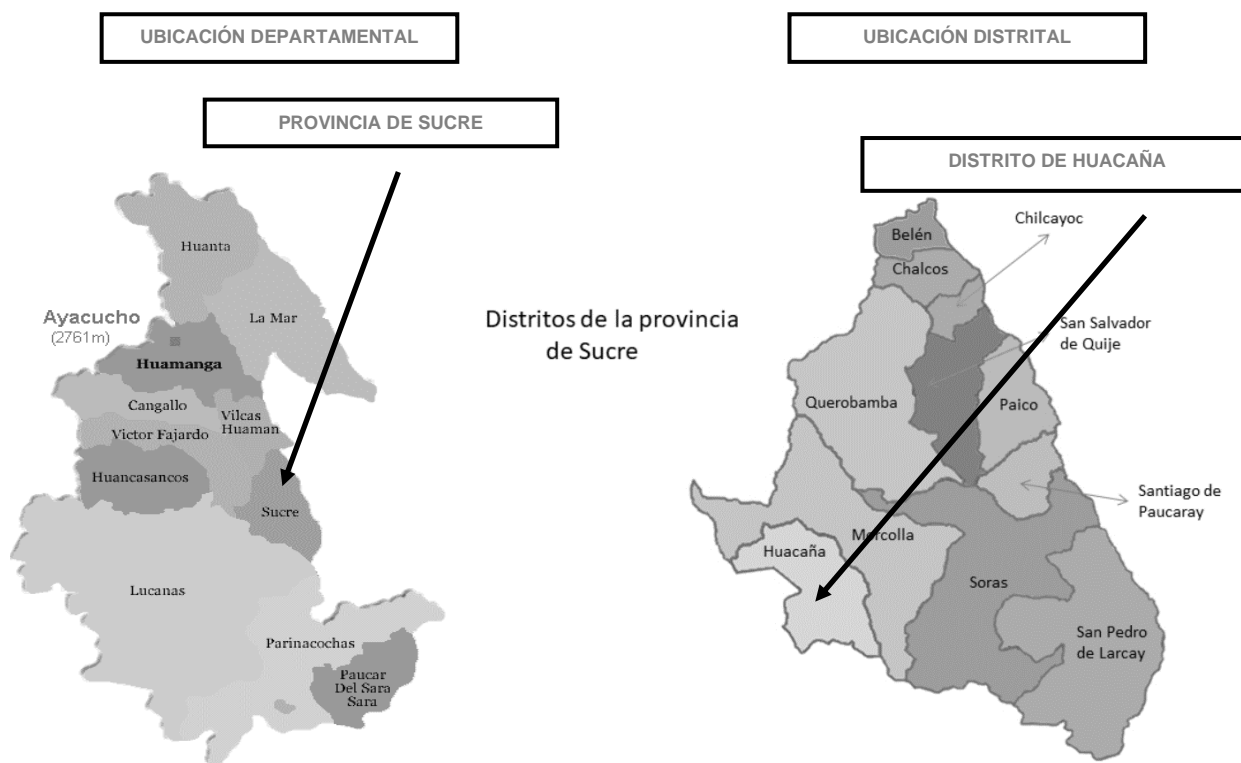 UBICACIÓN DEPARTAMENTAL
PROVINCIA DE SUCRE
Huanta
La Mar
Ayacucho
(2761m)
Huamanga
Cangallo
Vilcas
Huaman
Victor Fajardo
Huancasancos
Sucre
Lucanas
Parinacochas
Paucar
Del Sara
Sara
Distritos de la provincia
de Sucre
UBICACIÓN DISTRITAL
DISTRITO DE HUACAÑA
Belén
Chilcayoc
Chalcos
San Salvador
de Quije
Querobamba
Paico
Santiago de
Paucaray
Morcolla
Huacaña
Soras
San Pedro
de Larcay